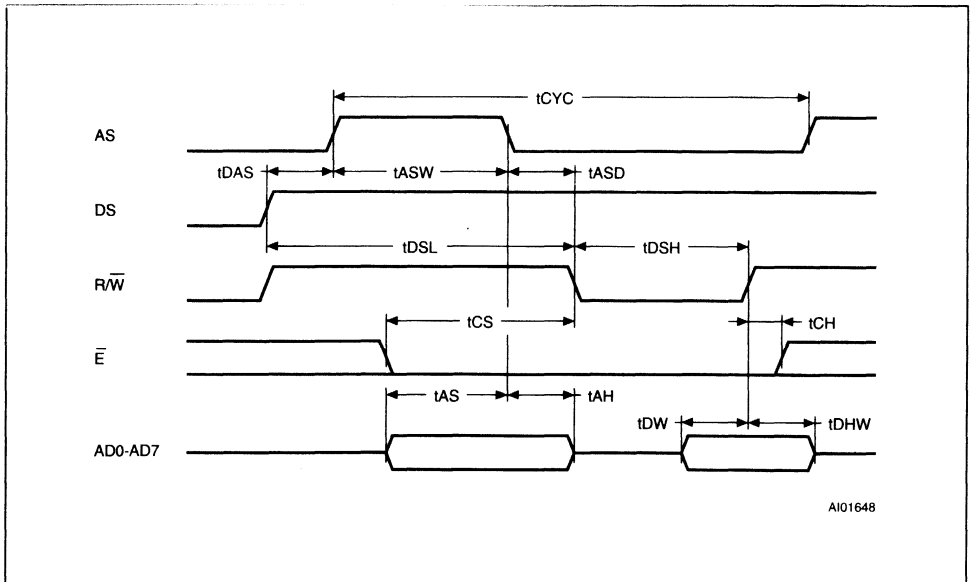 tCYC
AS
tDAS tASW tASD
DS
tDSL tDSH
R/W̅
tCS tCH
E̅
tAS tAH
tDW tDHW
AD0-AD7
AI01648